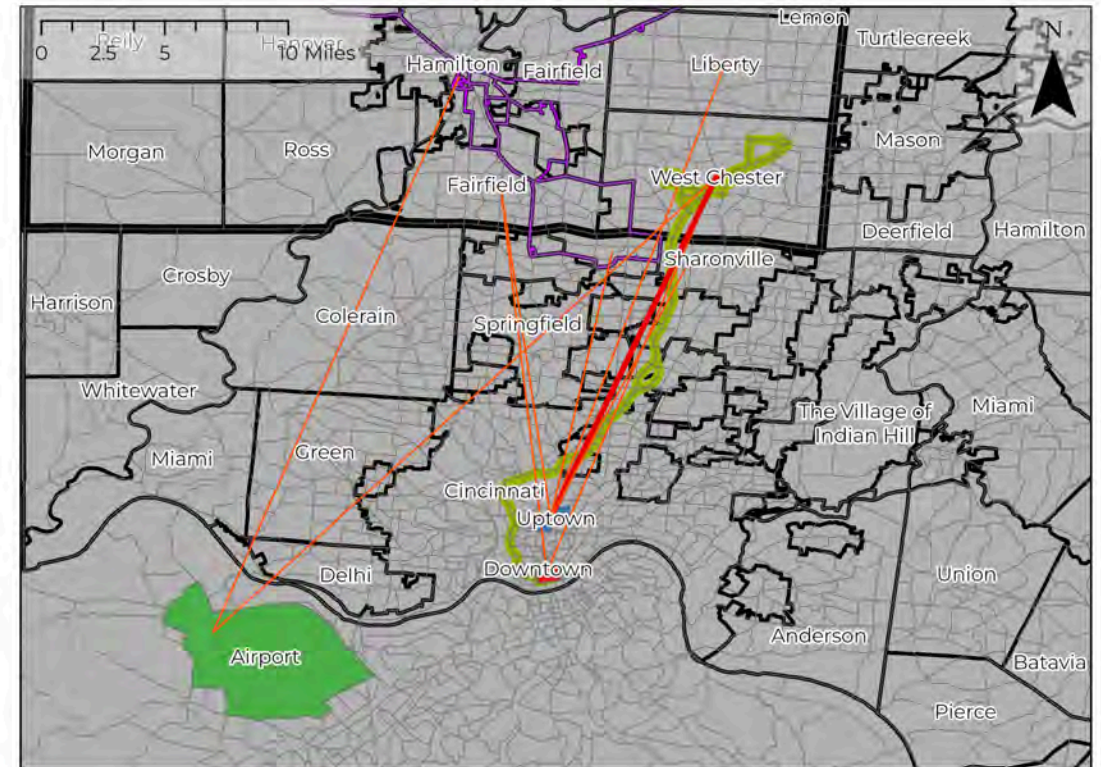 Lemon
Reilly
Hanover
0 2.5 5 10 Miles
N
Turtlecreek
Hamilton
Fairfield
Liberty
Mason
Morgan
Ross
Fairfield
West Chester
Deerfield
Hamilton
Crosby
Sharonville
Harrison
Colerain
Springfield
Whitewater
The Village of
Indian Hill
Miami
Miami
Green
Cincinnati
Uptown
Downtown
Delhi
Union
Anderson
Airport
Batavia
Pierce